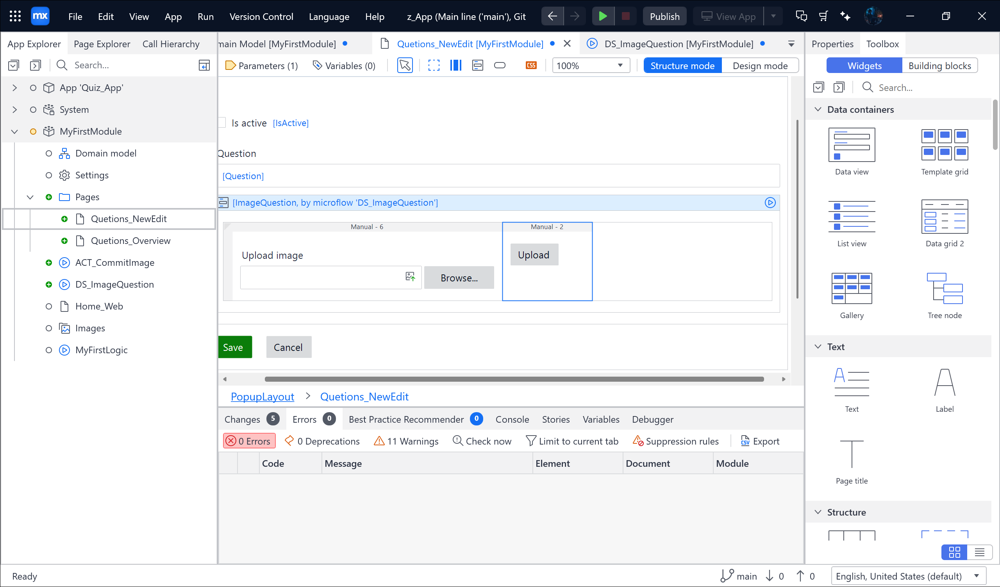 mx
File Edit View App Run Version Control Language Help z_App (Main line ('main'), Git Publish View App
App Explorer Page Explorer Call Hierarchy
Search...
App 'Quiz_App'
System
MyFirstModule
Domain model
Settings
Pages
Quetions_NewEdit
Quetions_Overview
ACT_CommitImage
DS_ImageQuestion
Home_Web
Images
MyFirstLogic
main Model [MyFirstModule] Quetions_NewEdit [MyFirstModule] DS_ImageQuestion [MyFirstModule]
Parameters (1) Variables (0) CSS 100% Structure mode Design mode
Is active [IsActive]
Question
[Question]
[ImageQuestion, by microflow 'DS_ImageQuestion']
Manual - 6 Manual - 2
Upload image
Browse...
Upload
Save Cancel
PopupLayout > Quetions_NewEdit
Changes 5 Errors 0 Best Practice Recommender 0 Console Stories Variables Debugger
0 Errors 0 Deprecations 11 Warnings Check now Limit to current tab Suppression rules CSV Export
Code Message Element Document Module
Properties Toolbox
Widgets Building blocks
Search...
Data containers
Data view Template grid
List view Data grid 2
Gallery Tree node
Text
Text Label
Page title
Structure
Ready main 0 0 English, United States (default)